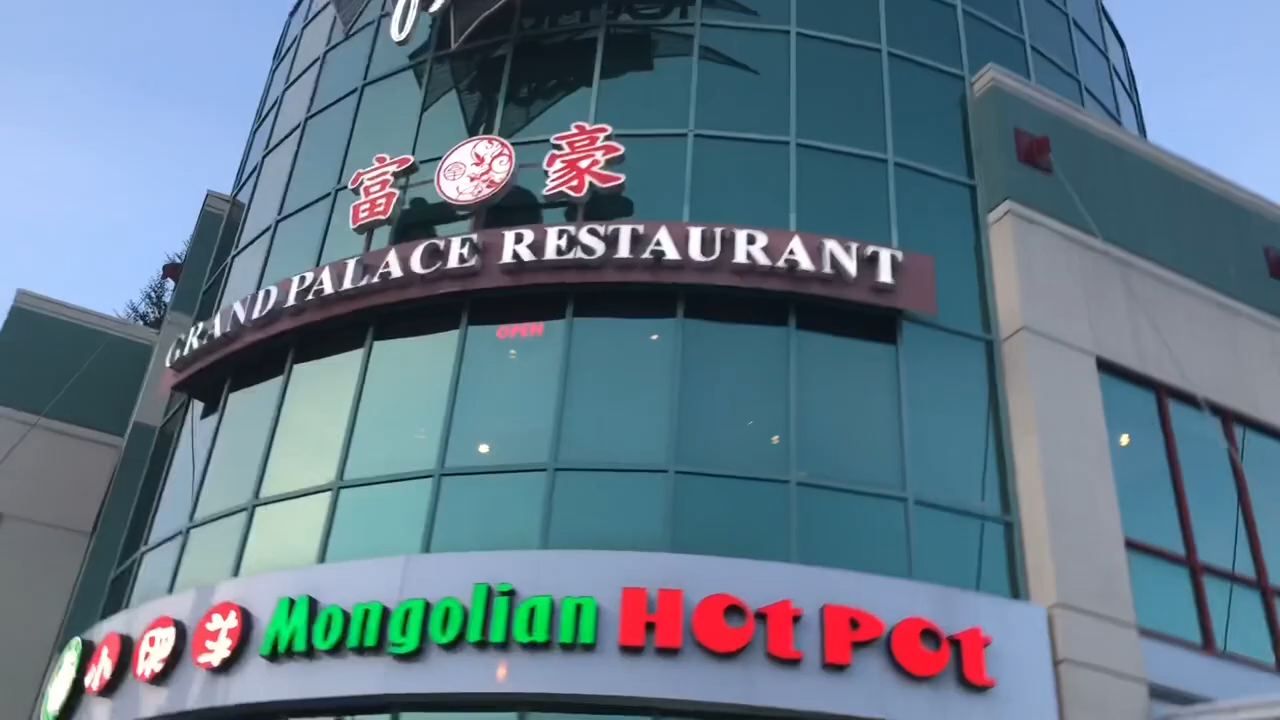 富 豪
GRAND PALACE RESTAURANT
OPEN
小肥羊 Mongolian HOt POt